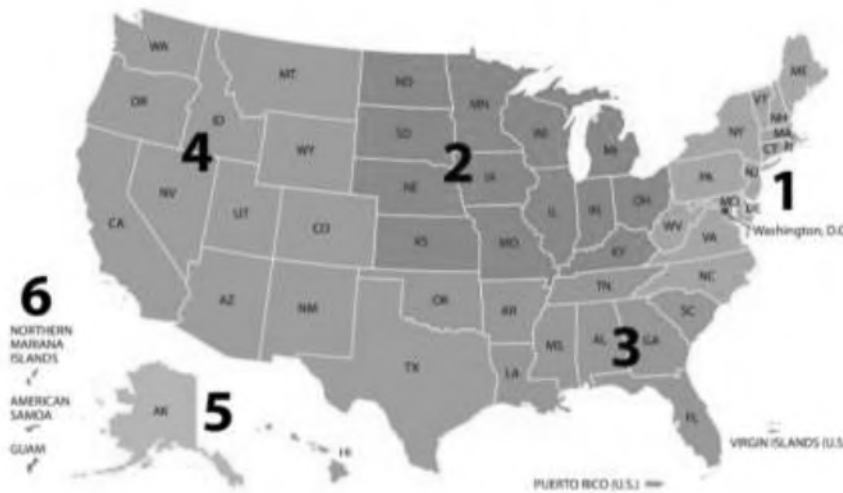 WA
MT
ND
MN
ME
OR
ID
SD
WI
VT
NH
MA
NY
CT
RI
4
WY
2
MI
1
NE
IA
PA
NJ
NV
UT
IL
IN
OH
MD
DE
CA
CO
WV
Washington, D.C
KS
MO
KY
VA
NC
TN
6
AZ
NM
OK
AR
SC
NORTHERN
MARIANA
ISLANDS
MS
AL
3
GA
TX
LA
AMERICAN
SAMOA
AK
5
FL
GUAM
HI
VIRGIN ISLANDS (U.S
PUERTO RICO (U.S.)